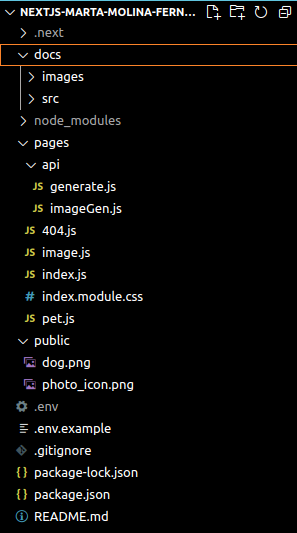 NEXTJS-MARTA-MOLINA-FERN...
.next
docs
images
src
node_modules
pages
api
JS generate.js
JS imageGen.js
JS 404.js
JS image.js
JS index.js
# index.module.css
JS pet.js
public
dog.png
photo_icon.png
.env
.env.example
.gitignore
{} package-lock.json
{} package.json
README.md